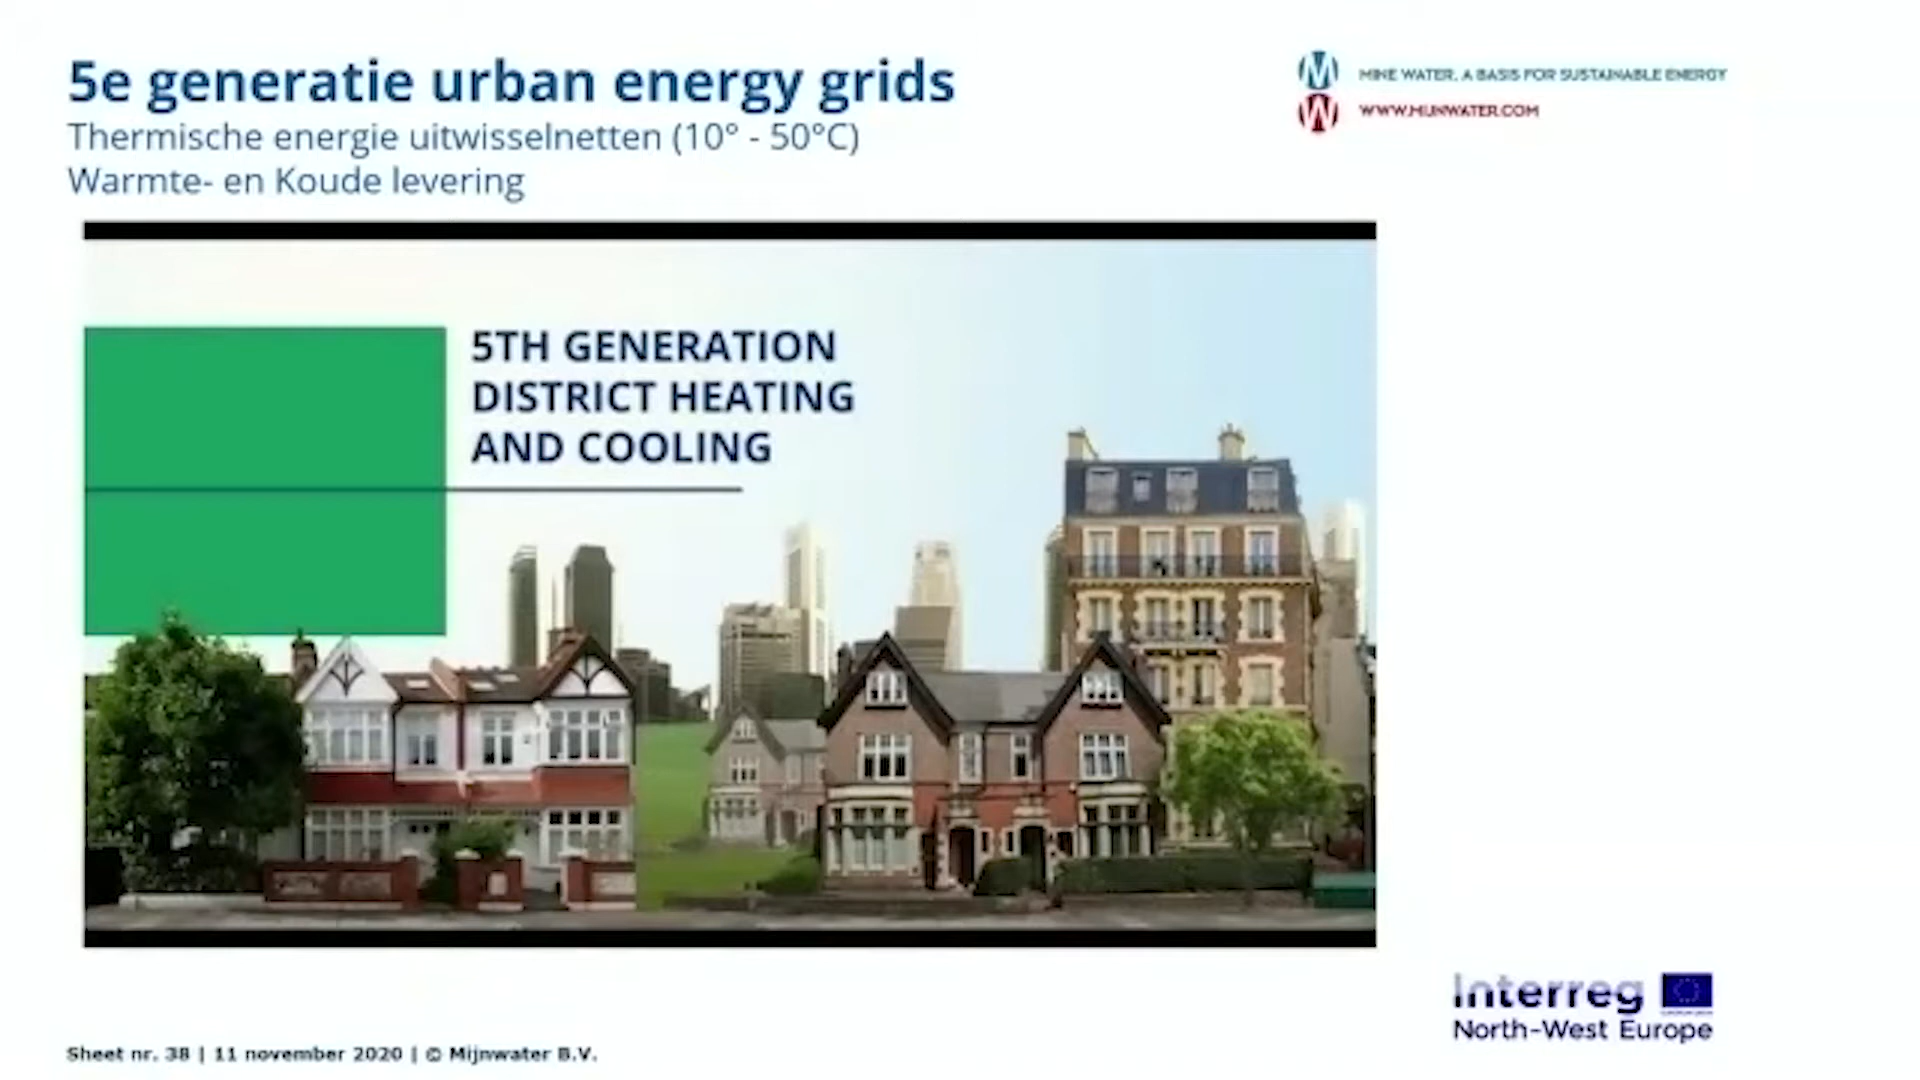 5e generatie urban energy grids
Thermische energie uitwisselnetten (10° - 50°C)
Warmte- en Koude levering
MINE WATER, A BASIS FOR SUSTAINABLE ENERGY
WWW.MIJNWATER.COM
5TH GENERATION
DISTRICT HEATING
AND COOLING
Interreg
North-West Europe
Sheet nr. 38 | 11 november 2020 | © Mijnwater B.V.